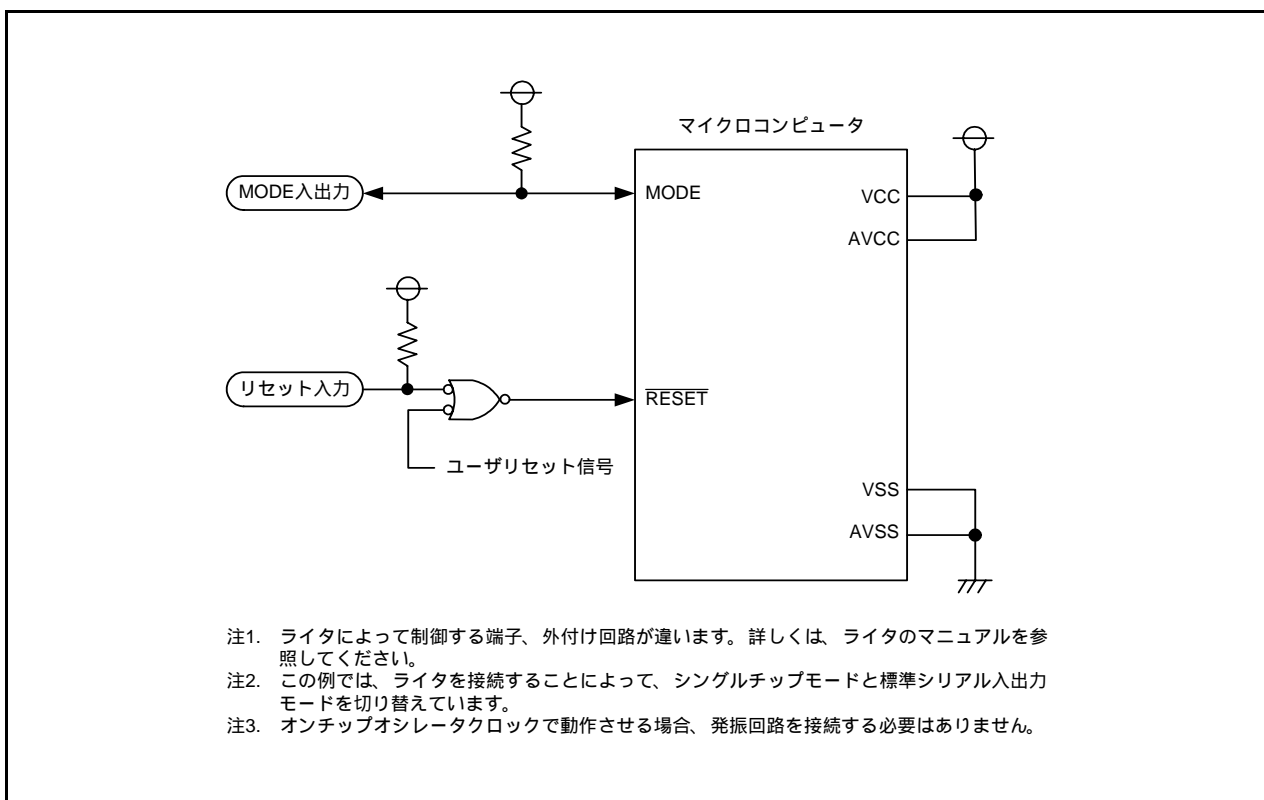 マイクロコンピュータ
MODE入出力
MODE
VCC
AVCC
リセット入力
RESET
ユーザリセット信号
VSS
AVSS
注1. ライタによって制御する端子、外付け回路が違います。詳しくは、ライタのマニュアルを参
照してください。
注2. この例では、ライタを接続することによって、シングルチップモードと標準シリアル入出力
モードを切り替えています。
注3. オンチップオシレータクロックで動作させる場合、発振回路を接続する必要はありません。